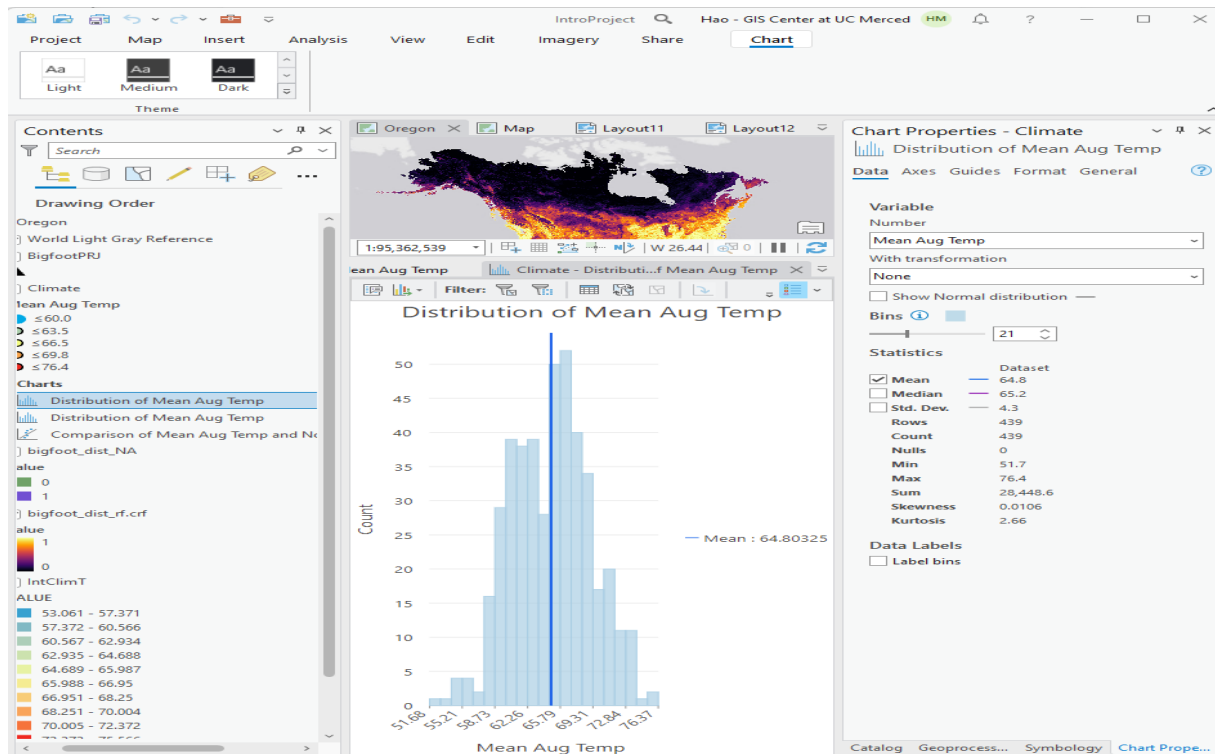 IntroProject
Hao - GIS Center at UC Merced
HM
?
Project Map Insert Analysis View Edit Imagery Share Chart
Aa Aa Aa
Light Medium Dark
Theme
Contents
Search
...
Drawing Order
Oregon
World Light Gray Reference
BigfootPRJ
Climate
Mean Aug Temp
≤60.0
≤63.5
≤66.5
≤69.8
≤76.4
Charts
Distribution of Mean Aug Temp
Distribution of Mean Aug Temp
Comparison of Mean Aug Temp and No
bigfoot_dist_NA
alue
0
1
bigfoot_dist_rf.crf
alue
1
0
IntClimT
ALUE
53.061 - 57.371
57.372 - 60.566
60.567 - 62.934
62.935 - 64.688
64.689 - 65.987
65.988 - 66.95
66.951 - 68.25
68.251 - 70.004
70.005 - 72.372
Oregon Map Layout11 Layout12
1:95,362,539 W 26.44 0
ean Aug Temp Climate - Distributi...f Mean Aug Temp
Filter:
Distribution of Mean Aug Temp
50
45
40
35
30
25
20
15
10
5
0
Count
51.68 55.21 58.73 62.26 65.79 69.31 72.84 76.37
Mean Aug Temp
Mean : 64.80325
Chart Properties - Climate
Distribution of Mean Aug Temp
Data Axes Guides Format General ?
Variable
Number
Mean Aug Temp
With transformation
None
Show Normal distribution
Bins
21
Statistics
Dataset
Mean 64.8
Median 65.2
Std. Dev. 4.3
Rows 439
Count 439
Nulls 0
Min 51.7
Max 76.4
Sum 28,448.6
Skewness 0.0106
Kurtosis 2.66
Data Labels
Label bins
Catalog Geoprocess... Symbology Chart Prope...